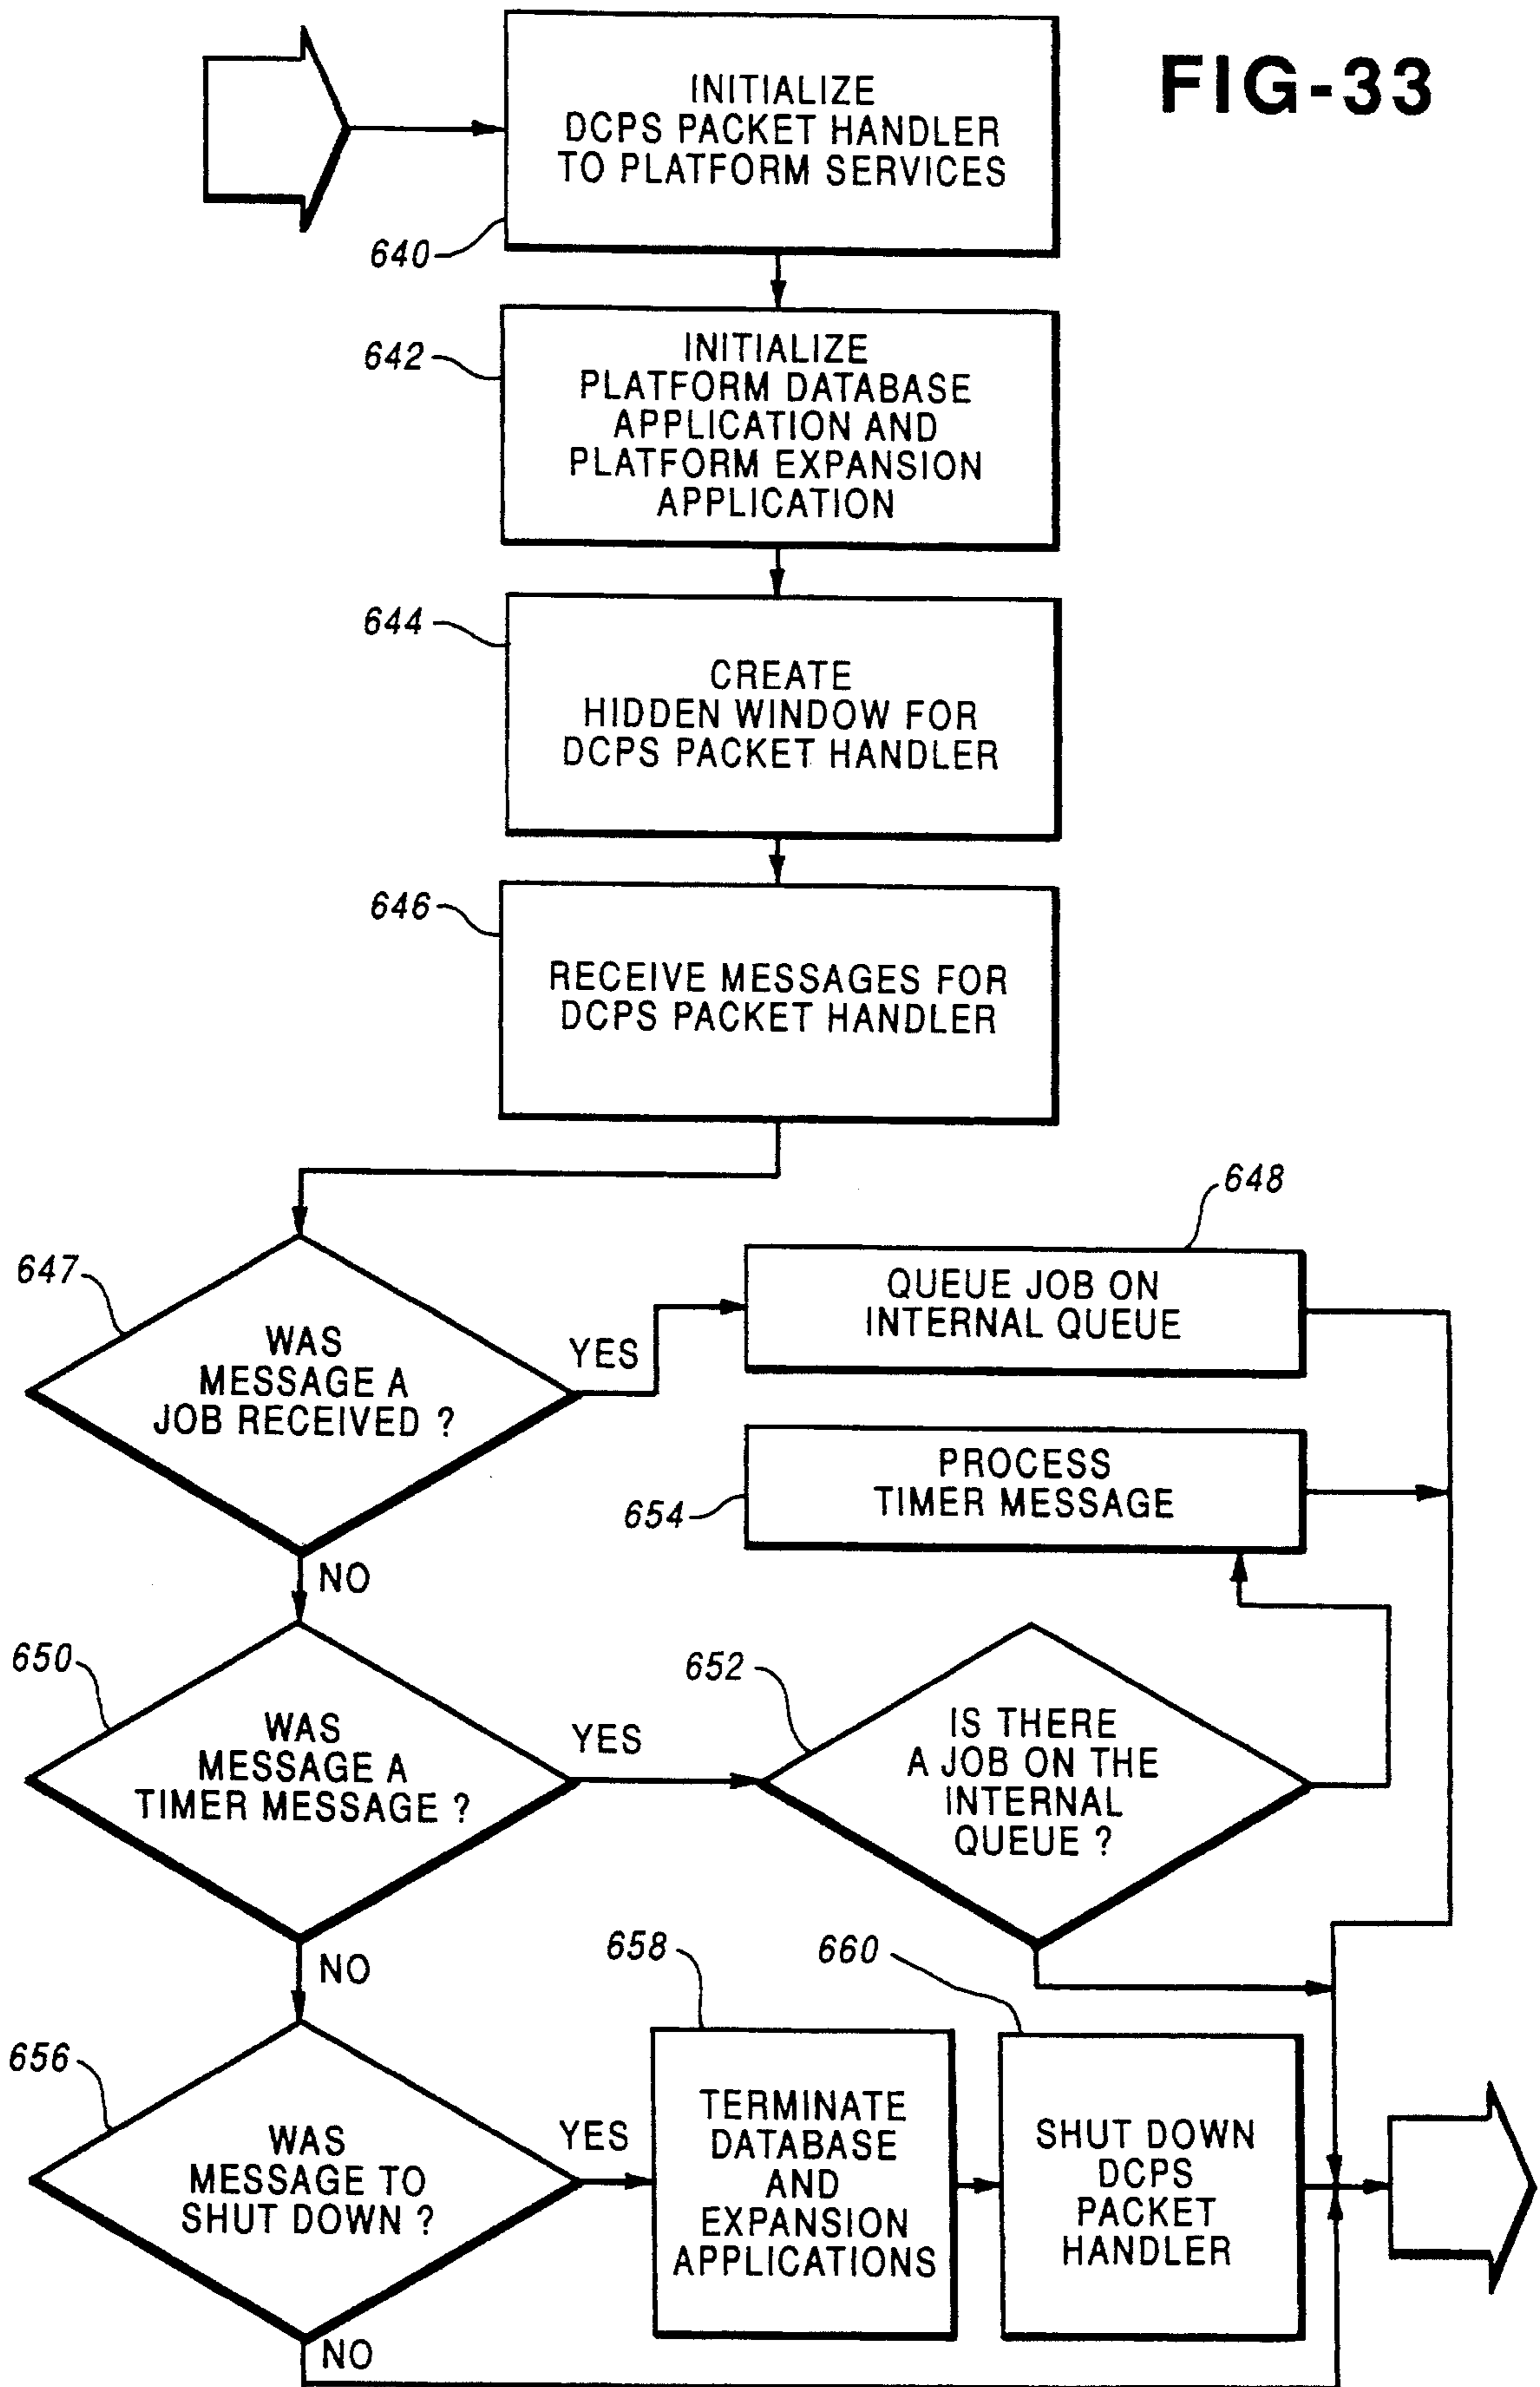 FIG-33
INITIALIZE
DCPS PACKET HANDLER
TO PLATFORM SERVICES
640
642
INITIALIZE
PLATFORM DATABASE
APPLICATION AND
PLATFORM EXPANSION
APPLICATION
644
CREATE
HIDDEN WINDOW FOR
DCPS PACKET HANDLER
646
RECEIVE MESSAGES FOR
DCPS PACKET HANDLER
647
WAS
MESSAGE A
JOB RECEIVED ?
YES
648
QUEUE JOB ON
INTERNAL QUEUE
654
PROCESS
TIMER MESSAGE
NO
650
WAS
MESSAGE A
TIMER MESSAGE ?
YES
652
IS THERE
A JOB ON THE
INTERNAL
QUEUE ?
NO
656
WAS
MESSAGE TO
SHUT DOWN ?
YES
658
TERMINATE
DATABASE
AND
EXPANSION
APPLICATIONS
660
SHUT DOWN
DCPS
PACKET
HANDLER
NO